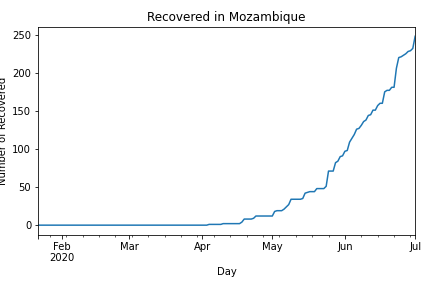 Recovered in Mozambique
250
200
150
100
50
0
Number of Recovered
Feb
2020
Mar
Apr
May
Jun
Jul
Day